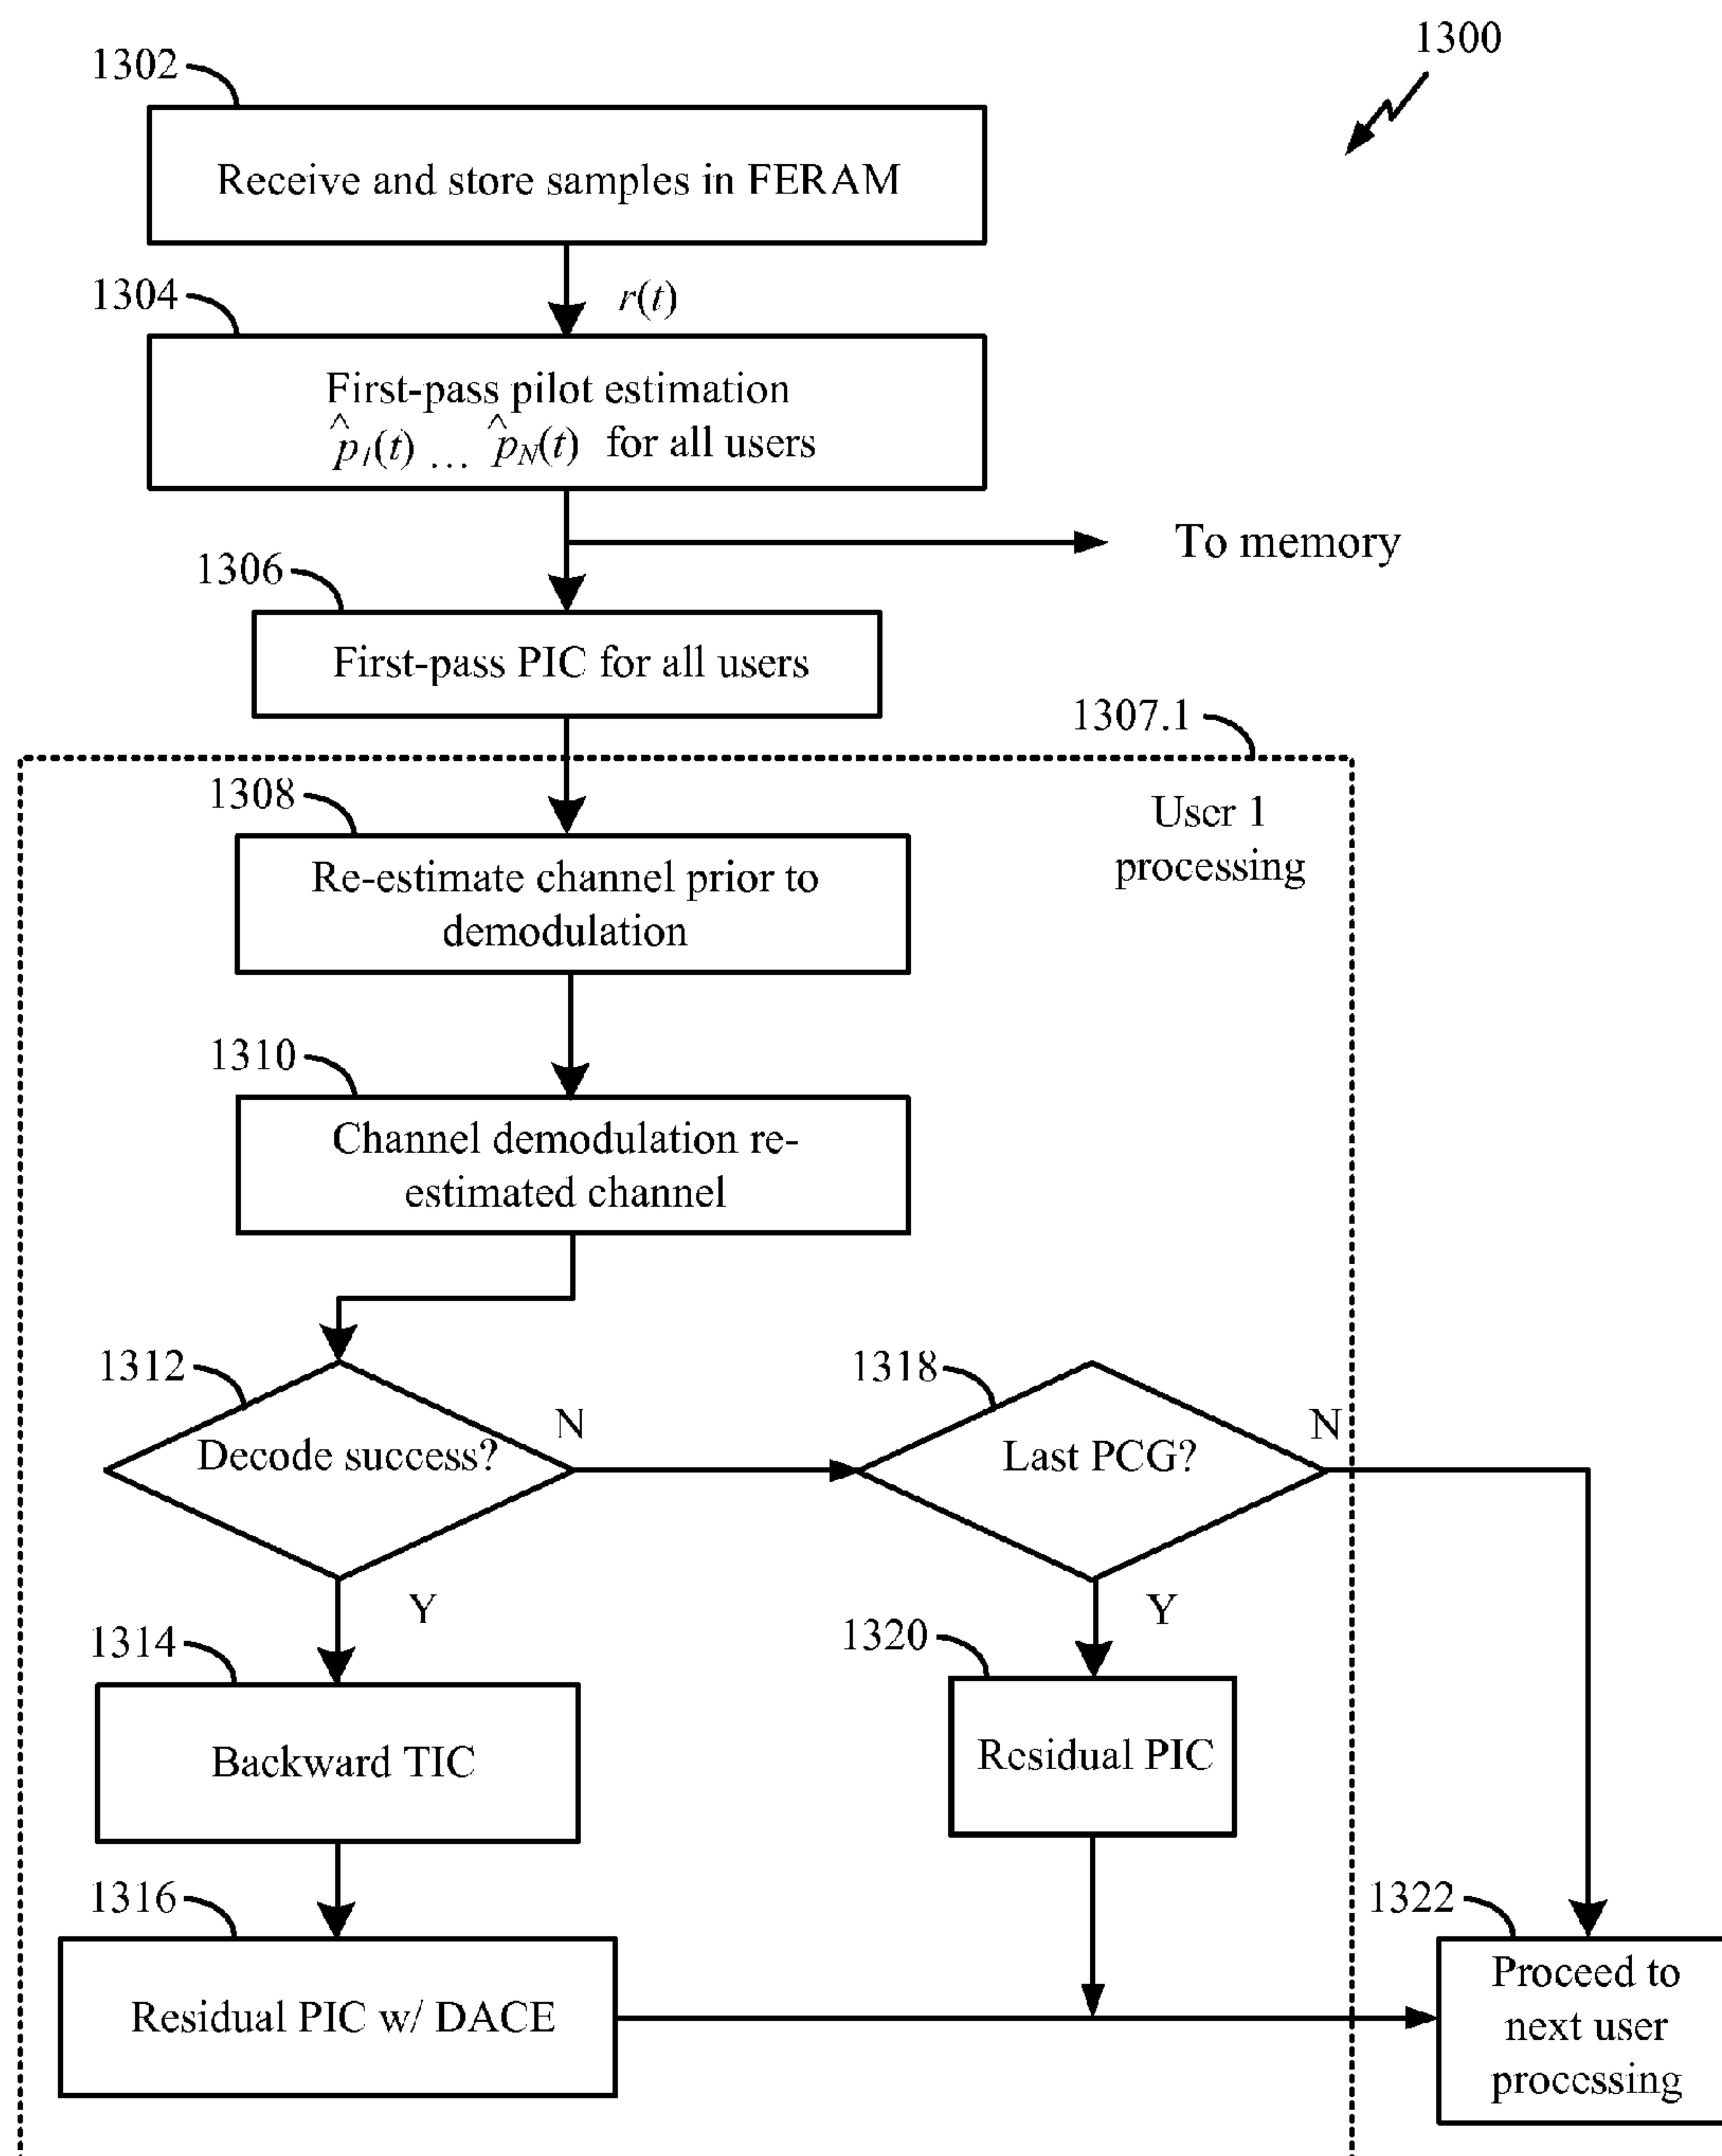 1300
1302
Receive and store samples in FERAM
r(t)
1304
First-pass pilot estimation
p̂₁(t) ... p̂_N(t) for all users
To memory
1306
First-pass PIC for all users
1307.1
User 1
processing
1308
Re-estimate channel prior to
demodulation
1310
Channel demodulation re-
estimated channel
1312
Decode success?
N
1318
Last PCG?
N
Y
Y
1314
Backward TIC
1320
Residual PIC
1316
Residual PIC w/ DACE
1322
Proceed to
next user
processing